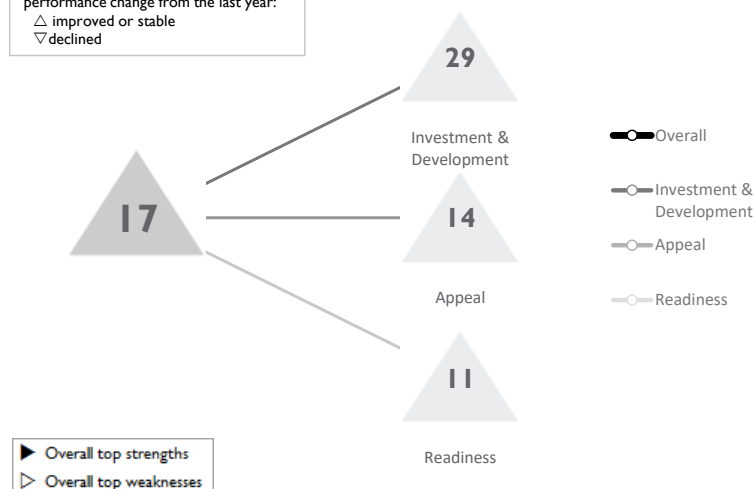 performance change from the last year:
△ improved or stable
▽ declined
29
Investment &
Development
17
14
Appeal
11
Readiness
Overall
Investment &
Development
Appeal
Readiness
▶ Overall top strengths
▷ Overall top weaknesses